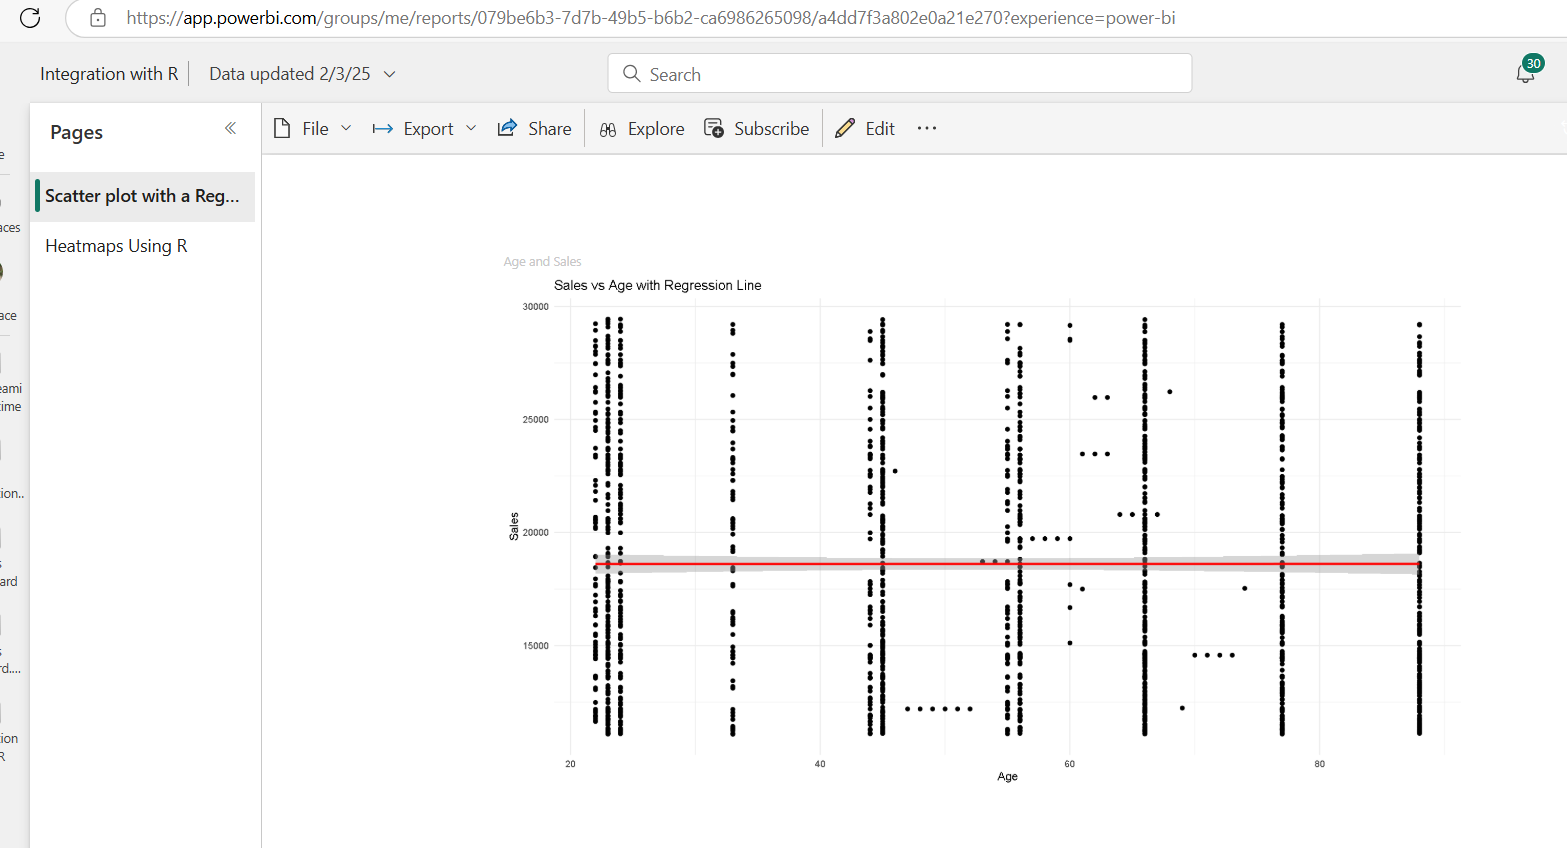 https://app.powerbi.com/groups/me/reports/079be6b3-7d7b-49b5-b6b2-ca6986265098/a4dd7f3a802e0a21e270?experience=power-bi
Integration with R
Data updated 2/3/25
Search
30
Pages
File
Export
Share
Explore
Subscribe
Edit
Scatter plot with a Reg...
Heatmaps Using R
e
aces
ace
eami
ime
ion..
s
ard
s
rd....
ion
R
Age and Sales
Sales vs Age with Regression Line
30000
25000
20000
15000
Sales
20
40
60
80
Age